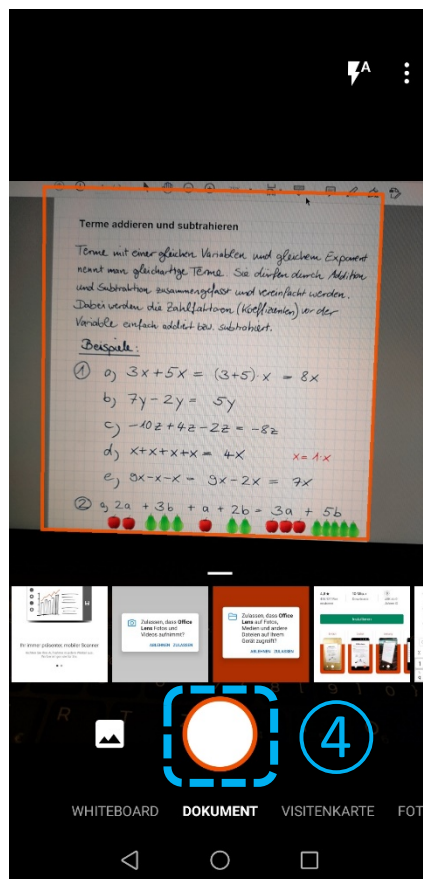 A
Terme addieren und subtrahieren
Terme mit einer gleichen Variablen und gleichem Exponent
nennt man gleichartige Terme. Sie dürfen durch Addition
und Subtraktion zusammengefasst und vereinfacht werden.
Dabei werden die Zahlfaktoren (Koeffizienten) vor der
Variable einfach addiert bzw. subtrahiert.
Beispiele:
① a) 3x + 5x = (3+5)·x = 8x
b) 7y - 2y = 5y
c) -10z + 4z - 2z = -8z
d) x+x+x+x = 4x x = 1·x
e) 9x-x-x = 9x - 2x = 7x
② a) 2a + 3b + a + 2b = 3a + 5b
Ihr immer präsenter, mobiler Scanner
Zulassen, dass Office
Lens Fotos und
Videos aufnimmt?
ABLEHNEN ZULASSEN
Zulassen, dass Office
Lens auf Fotos,
Medien und andere
Dateien auf Ihrem
Gerät zugreift?
ABLEHNEN ZULASSEN
④
WHITEBOARD DOKUMENT VISITENKARTE FOT